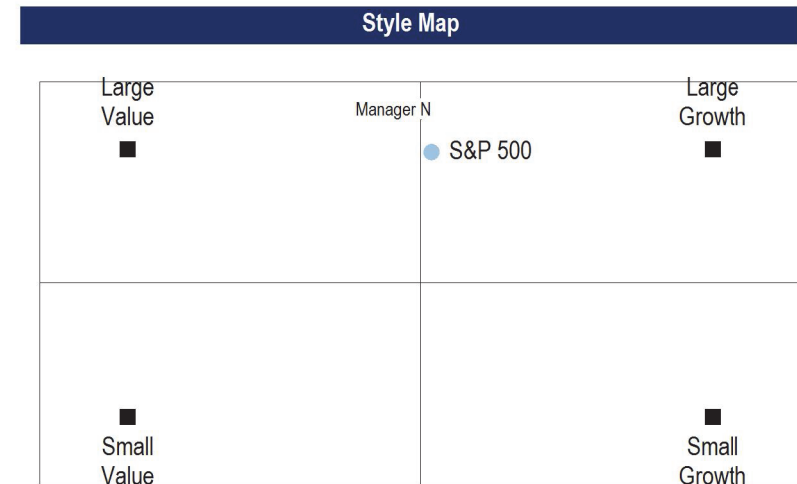 Style Map
Large
Value
Manager N
Large
Growth
S&P 500
Small
Value
Small
Growth